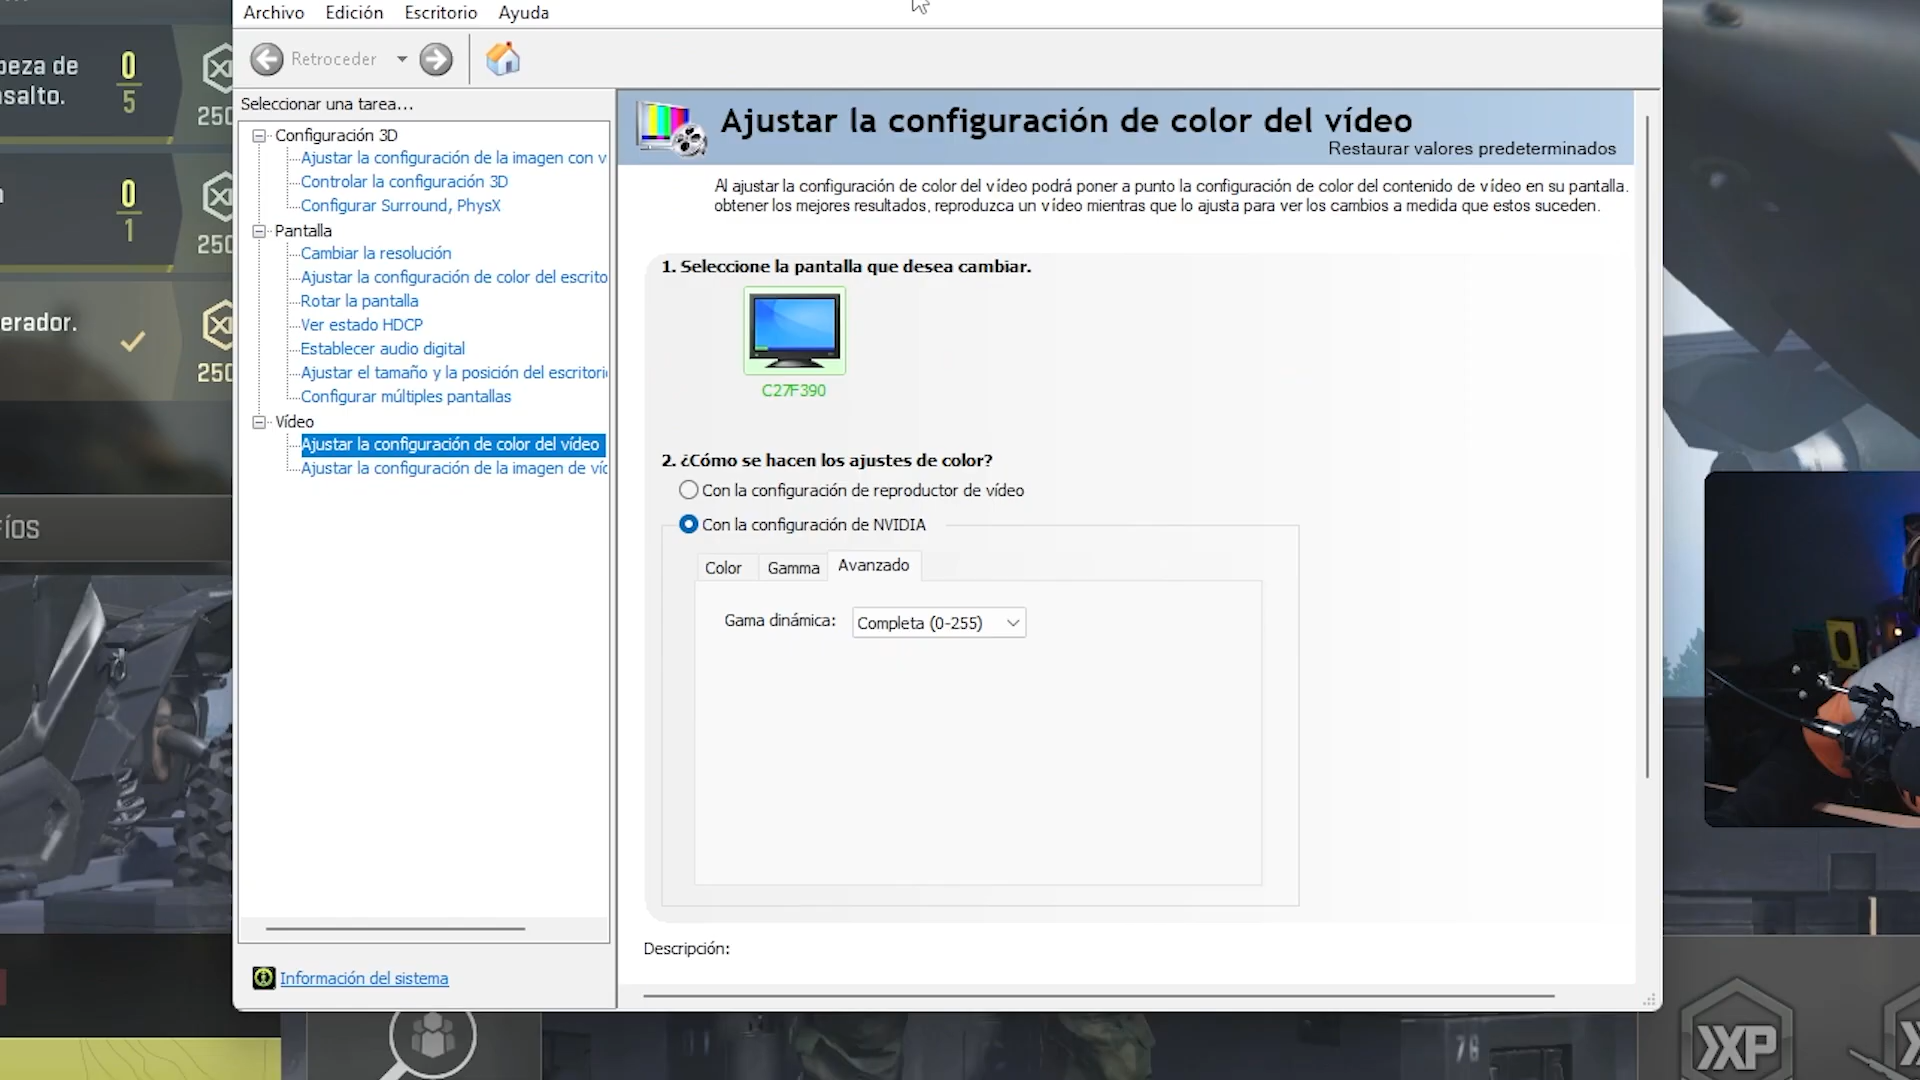 Archivo Edición Escritorio Ayuda
Retroceder
Seleccionar una tarea...
Configuración 3D
Ajustar la configuración de la imagen con v
Controlar la configuración 3D
Configurar Surround, PhysX
Pantalla
Cambiar la resolución
Ajustar la configuración de color del escrito
Rotar la pantalla
Ver estado HDCP
Establecer audio digital
Ajustar el tamaño y la posición del escritori
Configurar múltiples pantallas
Vídeo
Ajustar la configuración de color del vídeo
Ajustar la configuración de la imagen de víd
Información del sistema
Ajustar la configuración de color del vídeo
Restaurar valores predeterminados
Al ajustar la configuración de color del vídeo podrá poner a punto la configuración de color del contenido de vídeo en su pantalla.
obtener los mejores resultados, reproduzca un vídeo mientras que lo ajusta para ver los cambios a medida que estos suceden.
1. Seleccione la pantalla que desea cambiar.
C27F390
2. ¿Cómo se hacen los ajustes de color?
Con la configuración de reproductor de vídeo
Con la configuración de NVIDIA
Color Gamma Avanzado
Gama dinámica: Completa (0-255)
Descripción:
peza de
salto.
0
5
250
0
1
250
erador.
250
FÍOS
XP
78